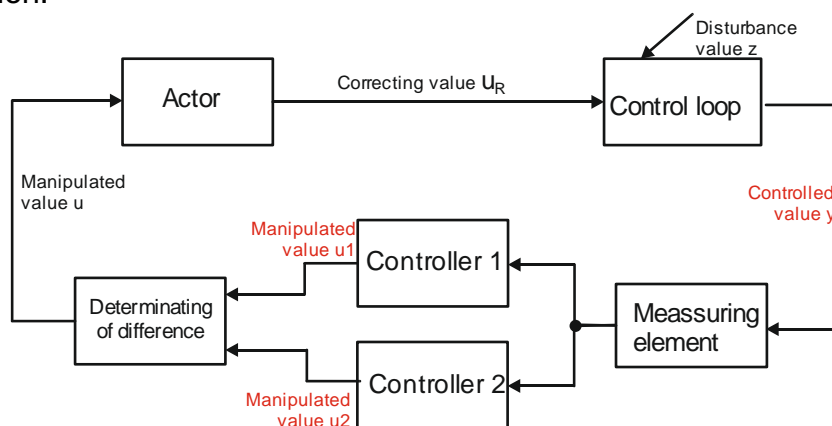 Disturbance
value z
Actor
Correcting value uR
Control loop
Manipulated
value u
Controlled
value y
Manipulated
value u1
Controller 1
Determinating
of difference
Meassuring
element
Controller 2
Manipulated
value u2